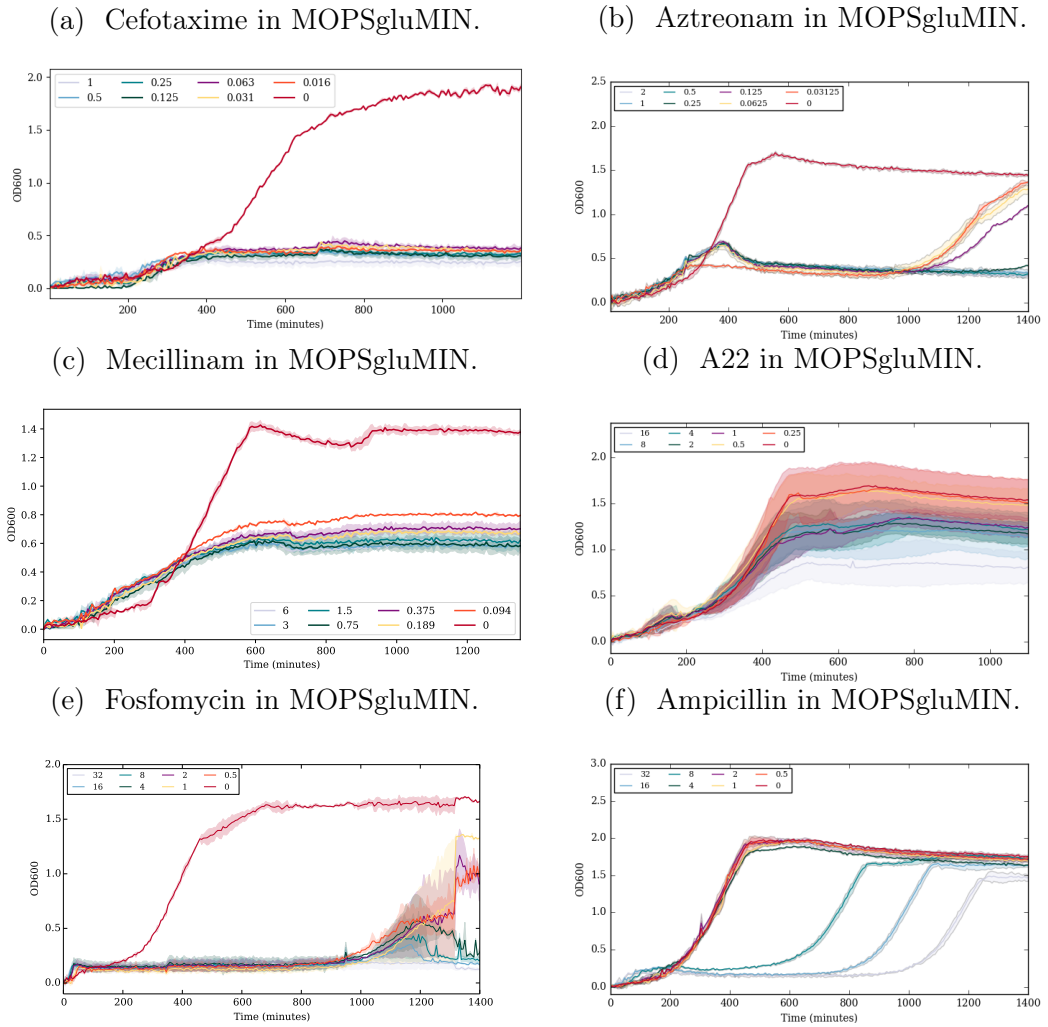 (a) Cefotaxime in MOPSgluMIN.
2.0
1.5
1.0
0.5
0.0
OD600
1 0.25 0.063 0.016
0.5 0.125 0.031 0
200 400 600 800 1000
Time (minutes)
(b) Aztreonam in MOPSgluMIN.
2.5
2.0
1.5
1.0
0.5
0.0
OD600
2 0.5 0.125 0.03125
1 0.25 0.0625 0
200 400 600 800 1000 1200 1400
Time (minutes)
(c) Mecillinam in MOPSgluMIN.
1.4
1.2
1.0
0.8
0.6
0.4
0.2
0.0
OD600
6 1.5 0.375 0.094
3 0.75 0.189 0
0 200 400 600 800 1000 1200
Time (minutes)
(d) A22 in MOPSgluMIN.
2.0
1.5
1.0
0.5
0.0
OD600
16 4 1 0.25
8 2 0.5 0
0 200 400 600 800 1000
Time (minutes)
(e) Fosfomycin in MOPSgluMIN.
2.0
1.5
1.0
0.5
0.0
OD600
32 8 2 0.5
16 4 1 0
0 200 400 600 800 1000 1200 1400
Time (minutes)
(f) Ampicillin in MOPSgluMIN.
3.0
2.5
2.0
1.5
1.0
0.5
0.0
OD600
32 8 2 0.5
16 4 1 0
0 200 400 600 800 1000 1200 1400
Time (minutes)